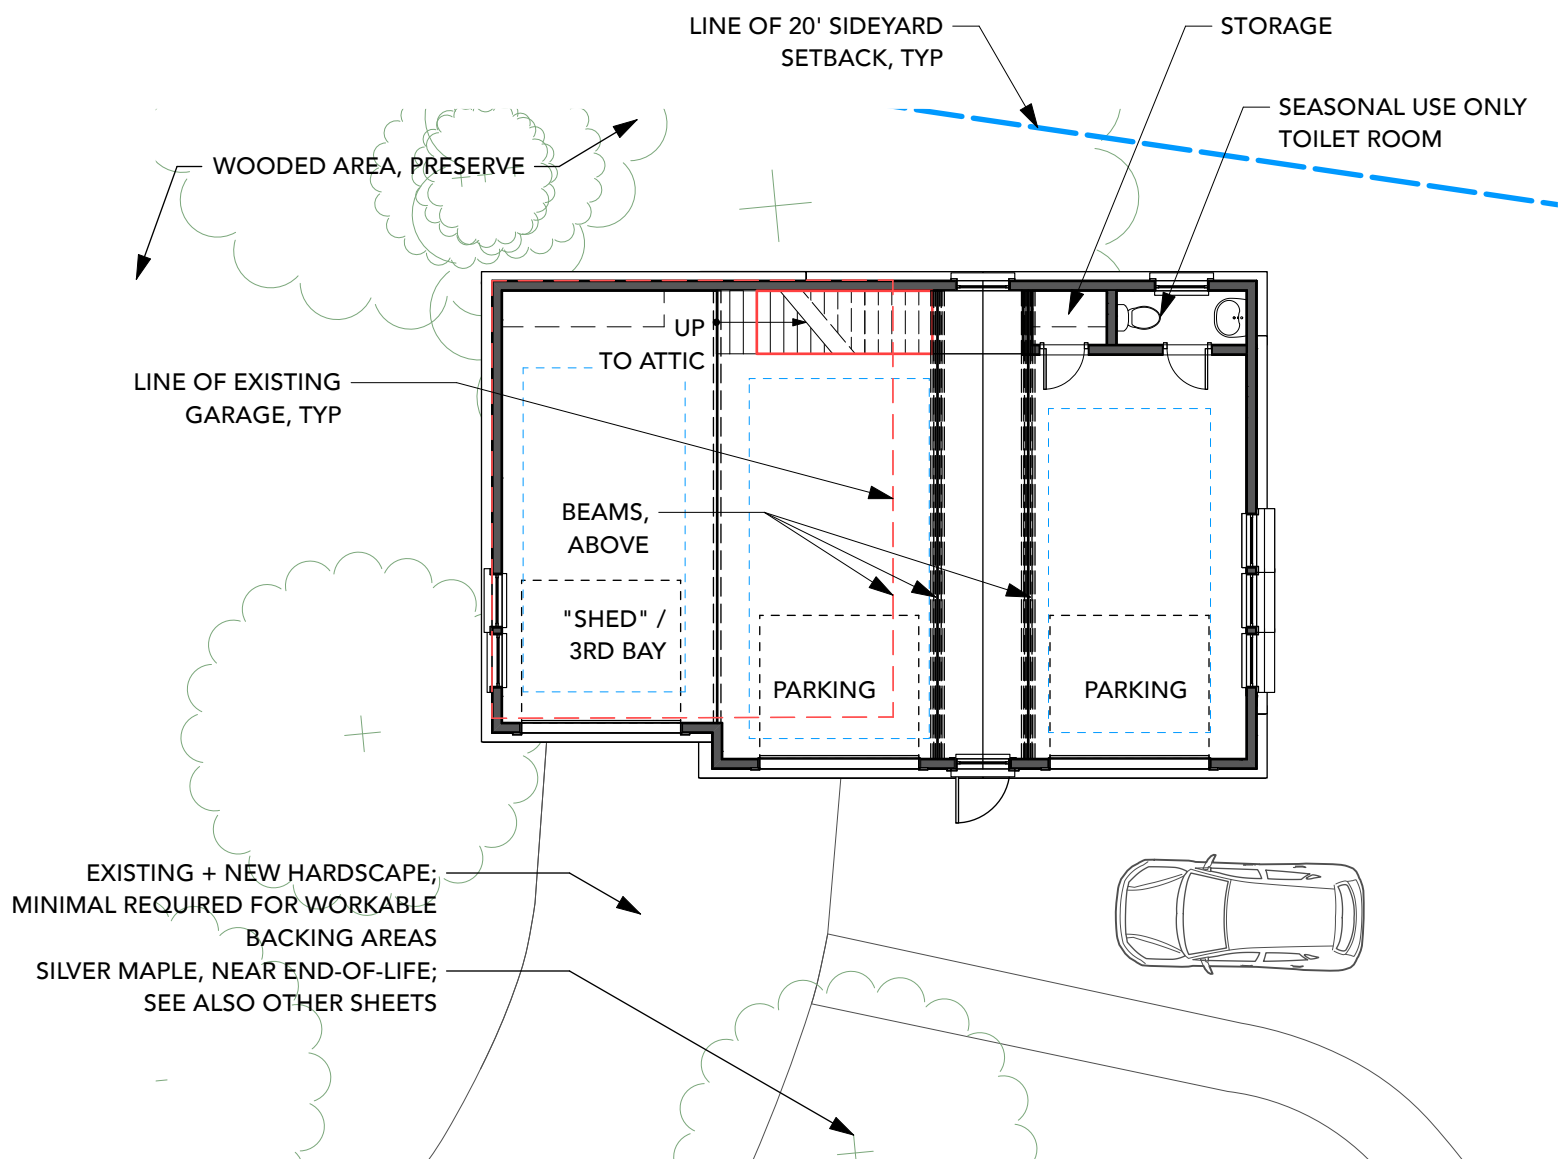 LINE OF 20' SIDEYARD
SETBACK, TYP
STORAGE
SEASONAL USE ONLY
TOILET ROOM
WOODED AREA, PRESERVE
UP
TO ATTIC
LINE OF EXISTING
GARAGE, TYP
BEAMS,
ABOVE
"SHED" /
3RD BAY
PARKING
PARKING
EXISTING + NEW HARDSCAPE;
MINIMAL REQUIRED FOR WORKABLE
BACKING AREAS
SILVER MAPLE, NEAR END-OF-LIFE;
SEE ALSO OTHER SHEETS